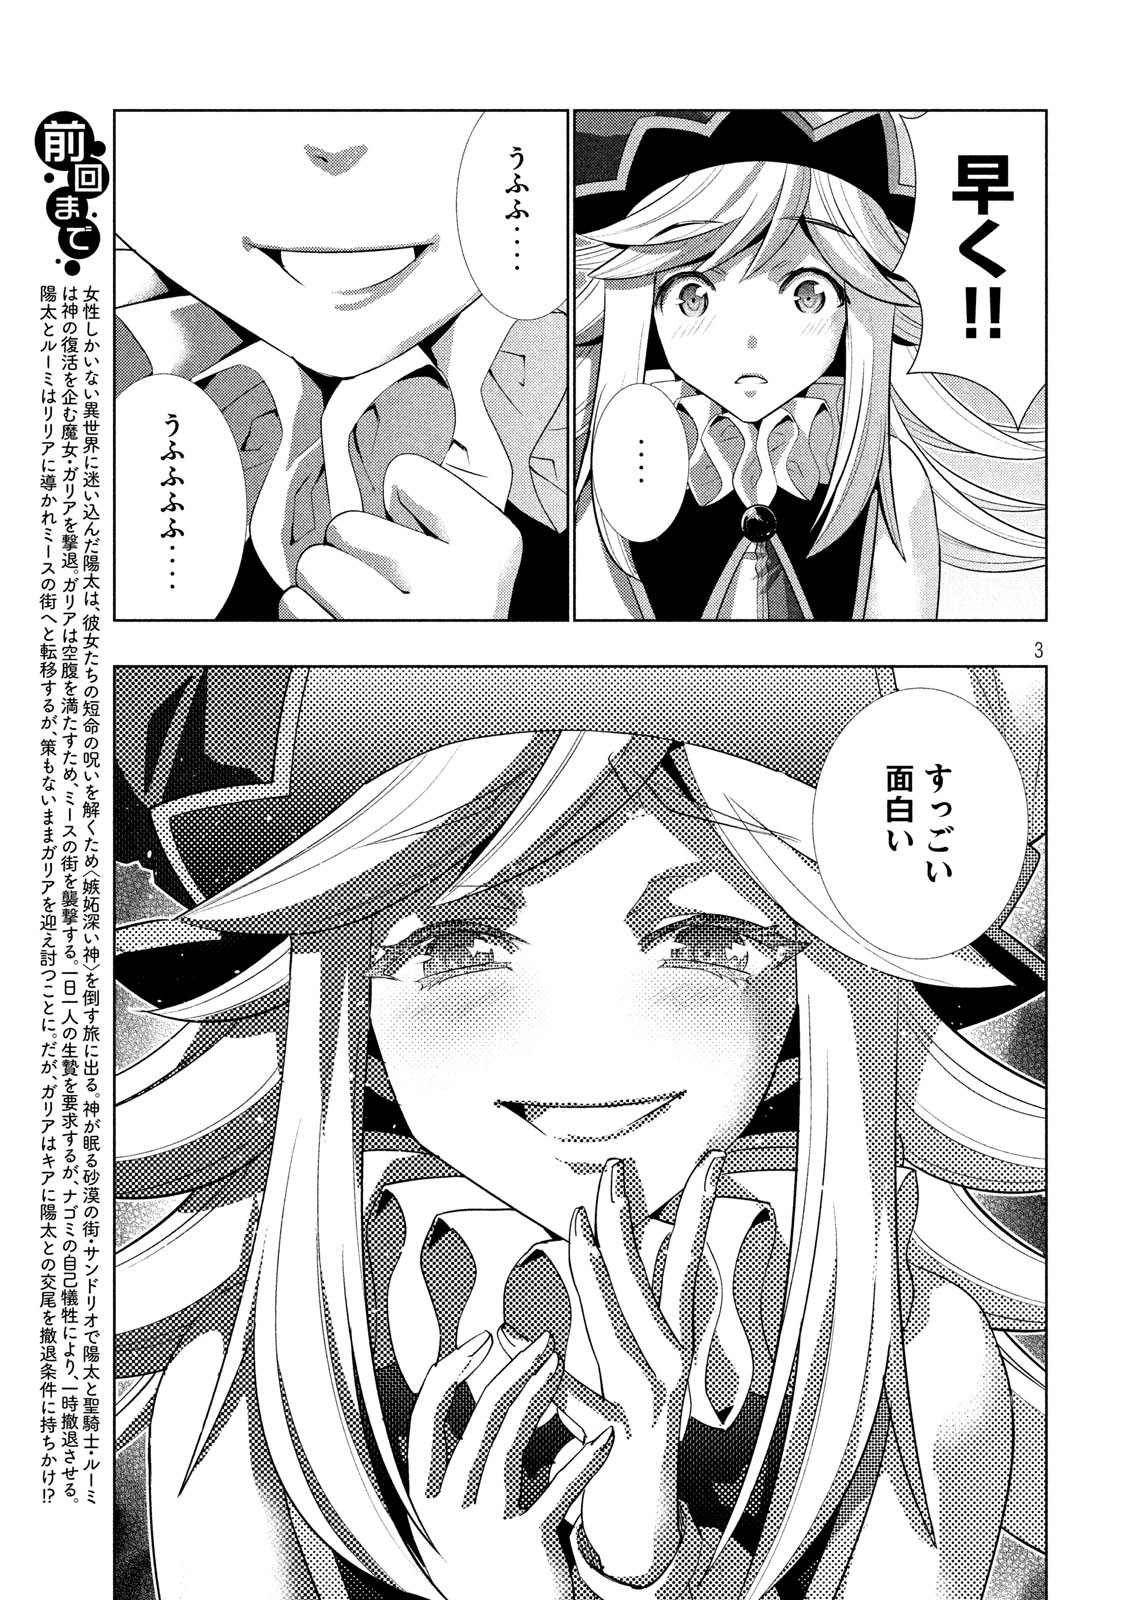 早く!!
‥‥
うふふ‥‥
うふふふふ‥‥
3
すっごい
面白い
前回まで
女性しかいない異世界に迷い込んだ陽太は、彼女たちの短命の呪いを解くため〈嫉妬深い神〉を倒す旅に出る。神が眠る砂漠の街・サンドリオで陽太と聖騎士・ルーミ
は神の復活を企む魔女・ガリアを撃退。ガリアは空腹を満たすため、ミースの街を襲撃する。一日一人の生贄を要求するが、ナゴミの自己犠牲により、一時撤退させる。
陽太とルーミはリリアに導かれミースの街へと転移するが、策もないままガリアを迎え討つことに。だが、ガリアはキアに陽太との交尾を撤退条件に持ちかけ!?